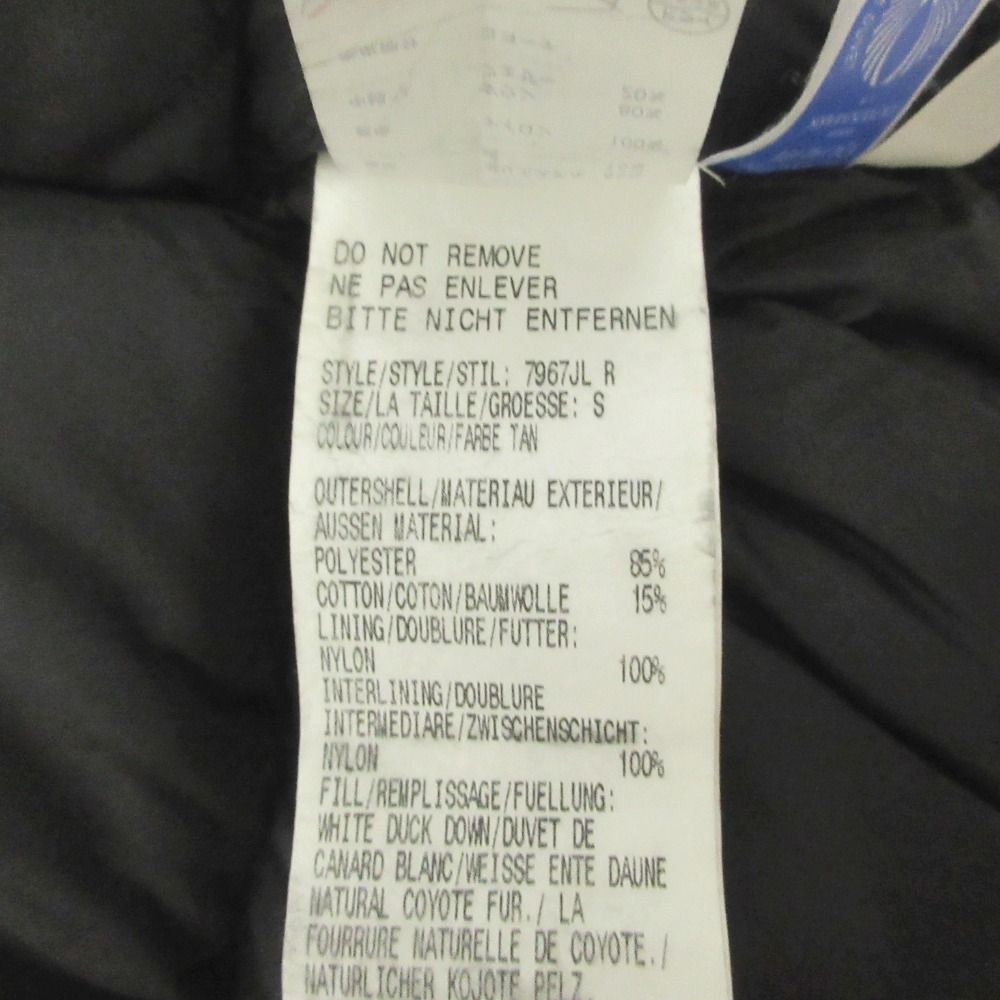 DO NOT REMOVE
NE PAS ENLEVER
BITTE NICHT ENTFERNEN
STYLE/STYLE/STIL: 7967JL R
SIZE/LA TAILLE/GROESSE: S
COLOUR/COULEUR/FARBE TAN
OUTERSHELL/MATERIAU EXTERIEUR/
AUSSEN MATERIAL:
POLYESTER 85%
COTTON/COTON/BAUMWOLLE 15%
LINING/DOUBLURE/FUTTER:
NYLON 100%
INTERLINING/DOUBLURE
INTERMEDIARE/ZWISCHENSCHICHT:
NYLON 100%
FILL/REMPLISSAGE/FUELLUNG:
WHITE DUCK DOWN/DUVET DE
CANARD BLANC/WEISSE ENTE DAUNE
NATURAL COYOTE FUR./ LA
FOURRURE NATURELLE DE COYOTE./
NATURLICHER KOJOTE PELZ.